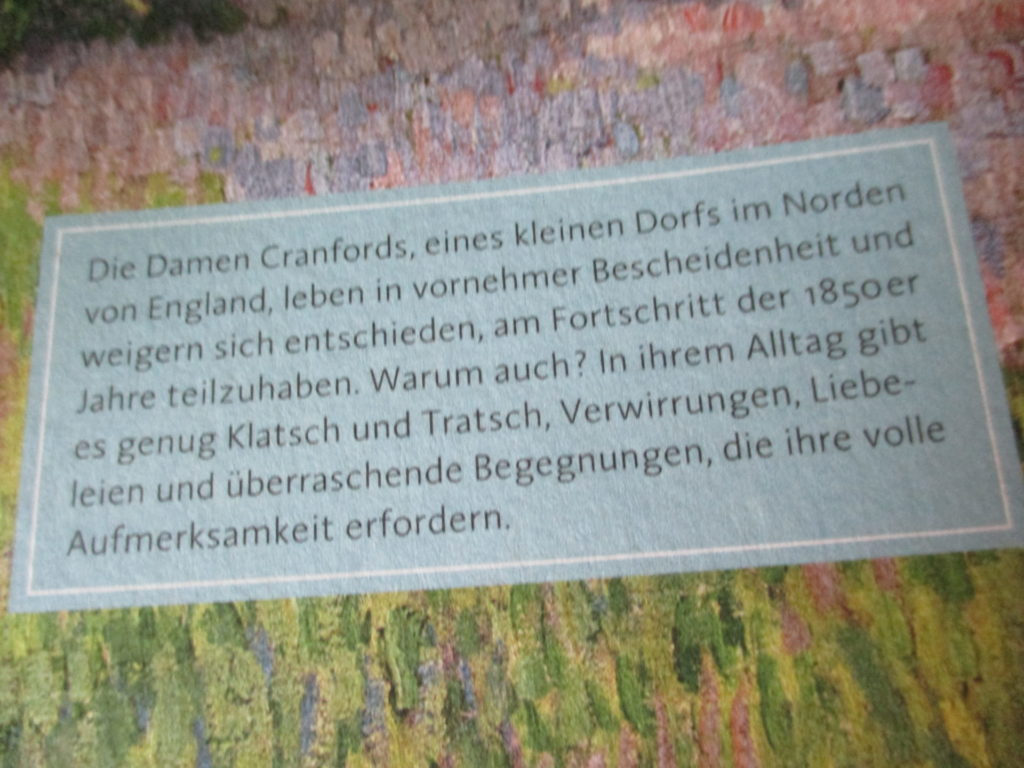 Die Damen Cranfords, eines kleinen Dorfs im Norden
von England, leben in vornehmer Bescheidenheit und
weigern sich entschieden, am Fortschritt der 1850er
Jahre teilzuhaben. Warum auch? In ihrem Alltag gibt
es genug Klatsch und Tratsch, Verwirrungen, Liebe-
leien und überraschende Begegnungen, die ihre volle
Aufmerksamkeit erfordern.